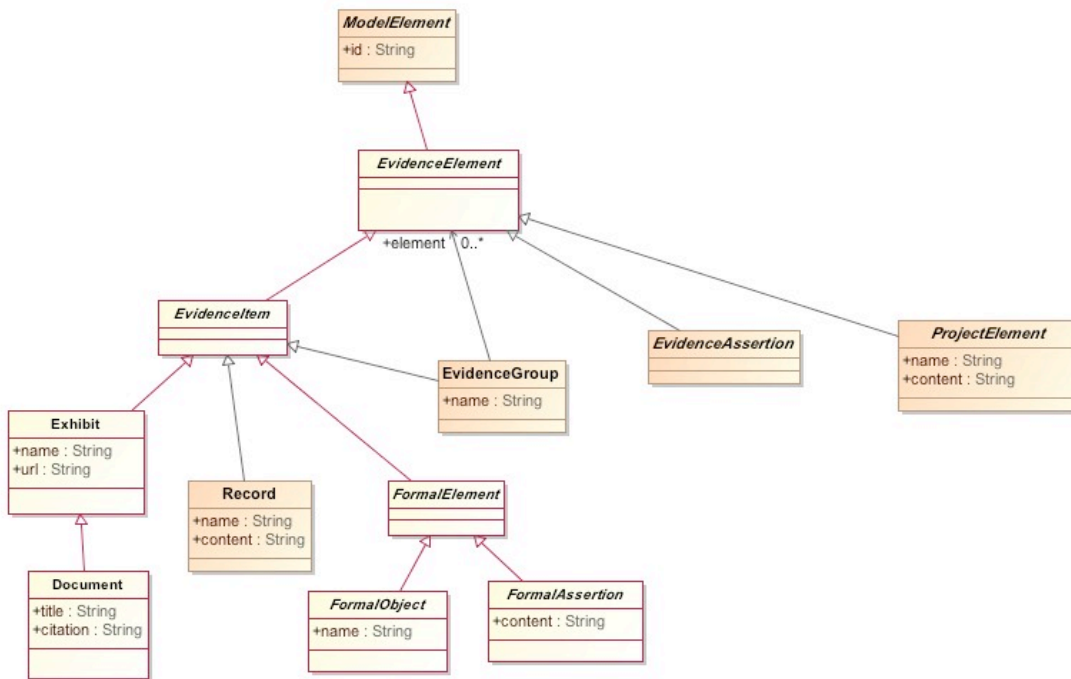 ModelElement
+id : String
EvidenceElement
+element 0..*
EvidenceItem
EvidenceAssertion
ProjectElement
+name : String
+content : String
EvidenceGroup
+name : String
Exhibit
+name : String
+url : String
Record
+name : String
+content : String
FormalElement
Document
+title : String
+citation : String
FormalObject
+name : String
FormalAssertion
+content : String